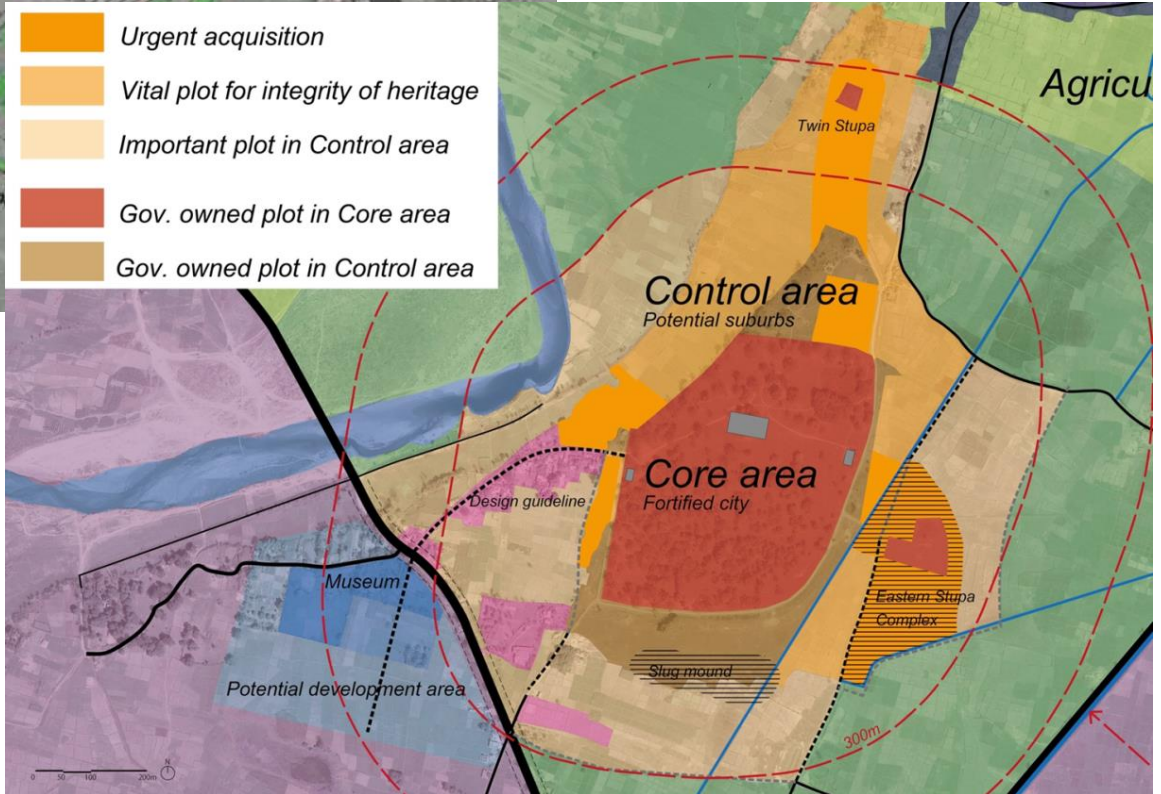 Urgent acquisition
Vital plot for integrity of heritage
Important plot in Control area
Gov. owned plot in Core area
Gov. owned plot in Control area
Agricu
Twin Stupa
Control area
Potential suburbs
Core area
Fortified city
Design guideline
Museum
Eastern Stupa
Complex
Slug mound
Potential development area
300m
0 50 100 200m
N